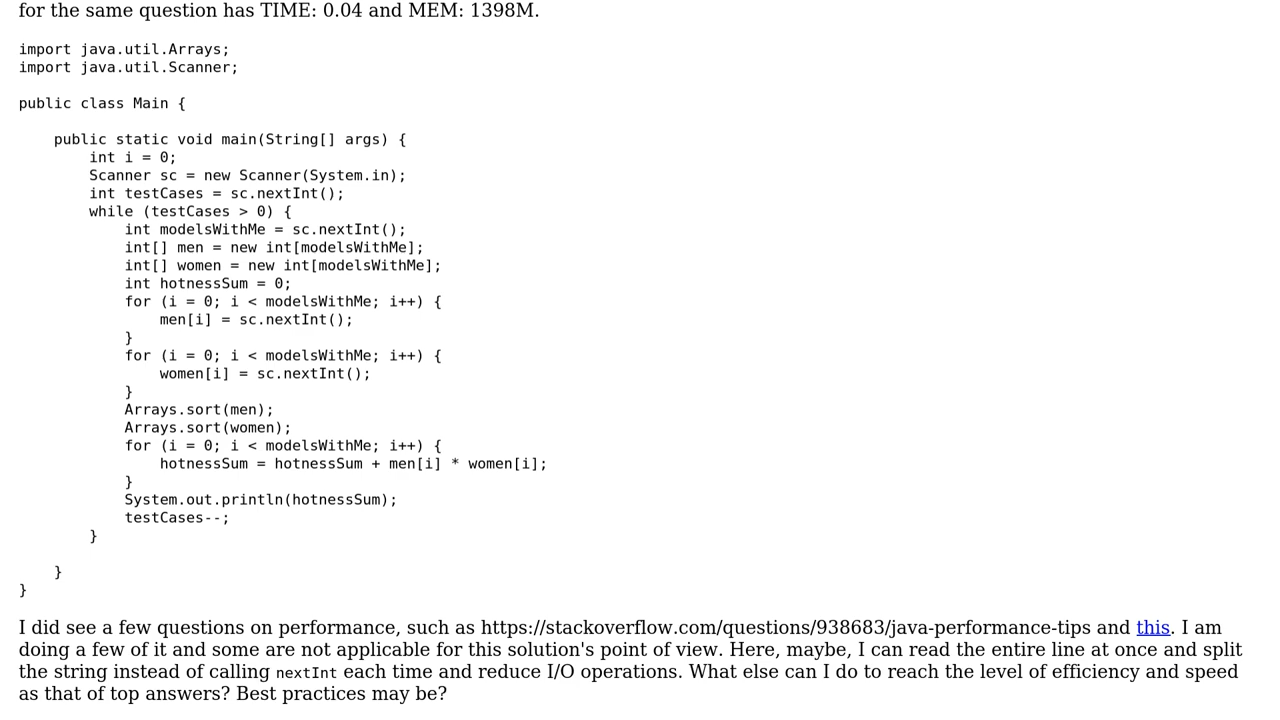 for the same question has TIME: 0.04 and MEM: 1398M.
import java.util.Arrays;
import java.util.Scanner;
public class Main {
    public static void main(String[] args) {
        int i = 0;
        Scanner sc = new Scanner(System.in);
        int testCases = sc.nextInt();
        while (testCases > 0) {
            int modelsWithMe = sc.nextInt();
            int[] men = new int[modelsWithMe];
            int[] women = new int[modelsWithMe];
            int hotnessSum = 0;
            for (i = 0; i < modelsWithMe; i++) {
                men[i] = sc.nextInt();
            }
            for (i = 0; i < modelsWithMe; i++) {
                women[i] = sc.nextInt();
            }
            Arrays.sort(men);
            Arrays.sort(women);
            for (i = 0; i < modelsWithMe; i++) {
                hotnessSum = hotnessSum + men[i] * women[i];
            }
            System.out.println(hotnessSum);
            testCases--;
        }
    }
}
I did see a few questions on performance, such as https://stackoverflow.com/questions/938683/java-performance-tips and this. I am
doing a few of it and some are not applicable for this solution's point of view. Here, maybe, I can read the entire line at once and split
the string instead of calling nextInt each time and reduce I/O operations. What else can I do to reach the level of efficiency and speed
as that of top answers? Best practices may be?